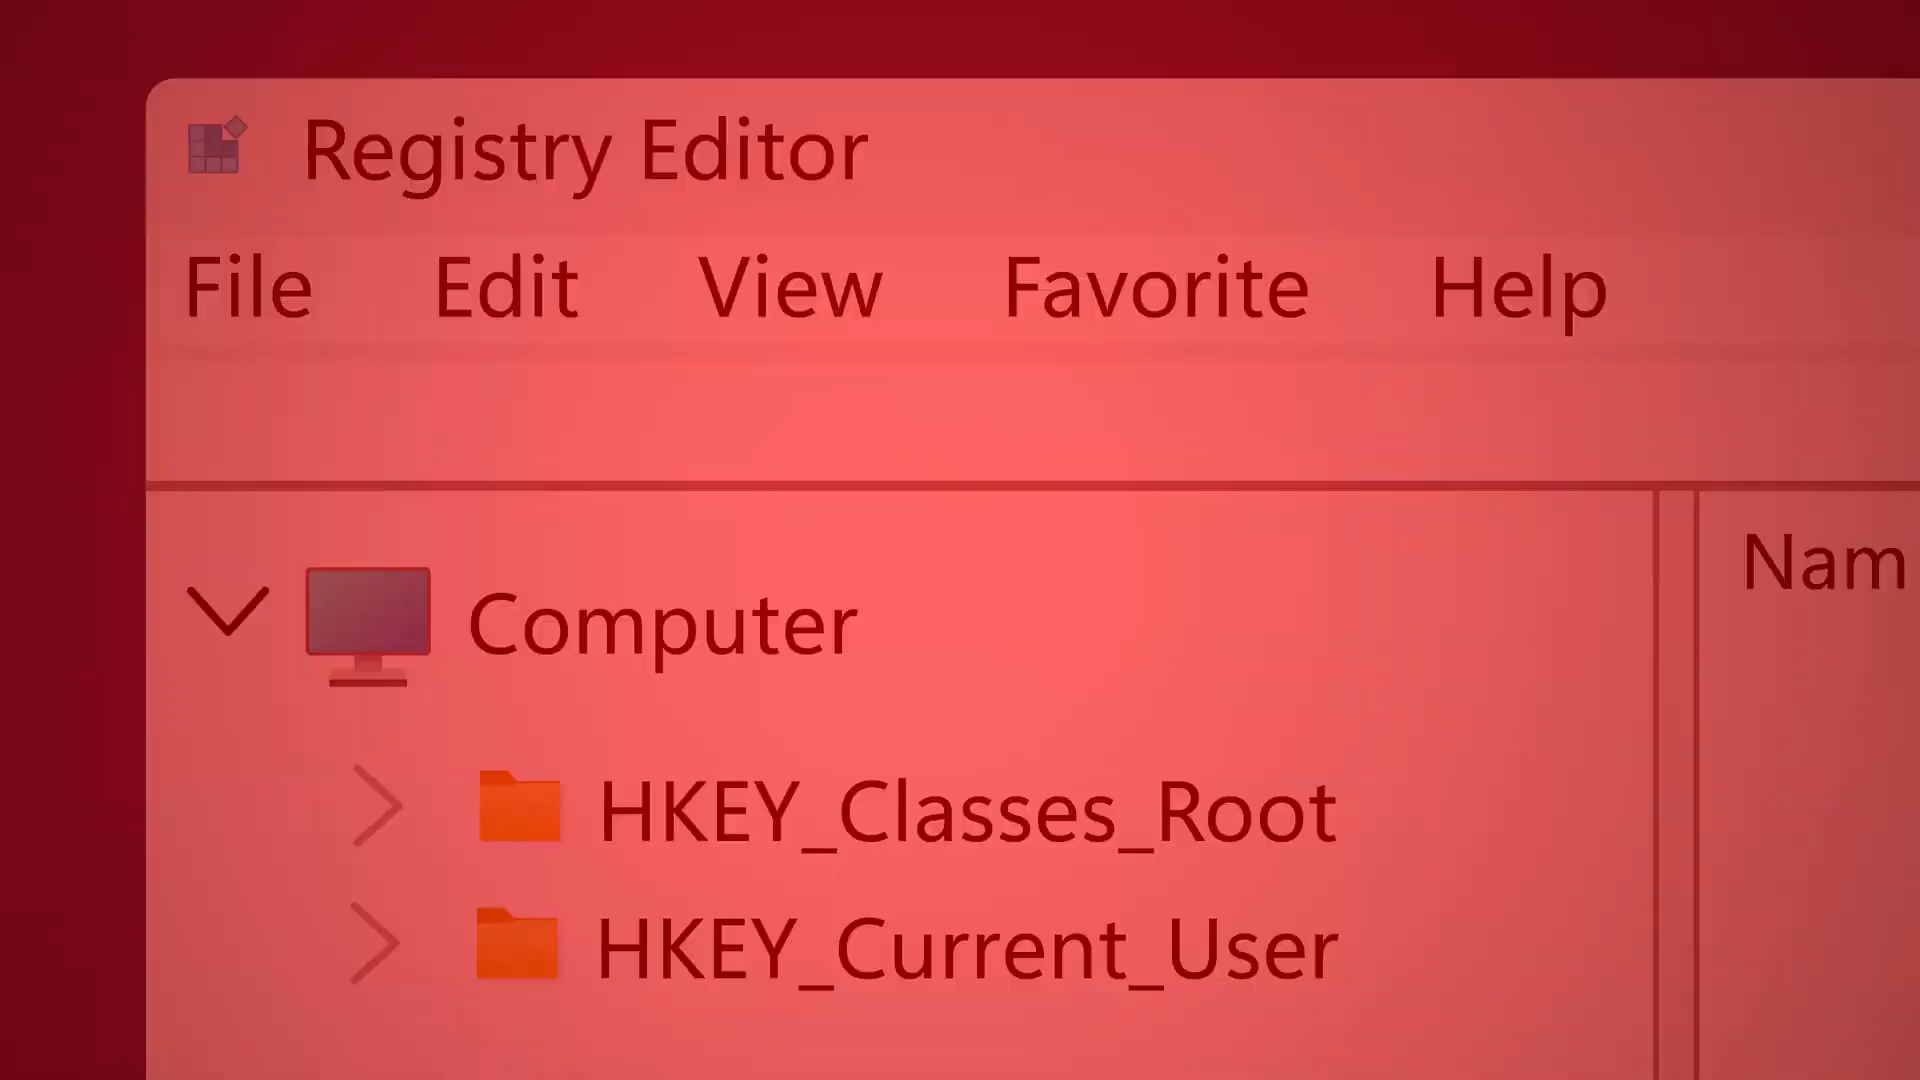 Registry Editor
File Edit View Favorite Help
Nam
Computer
HKEY_Classes_Root
HKEY_Current_User